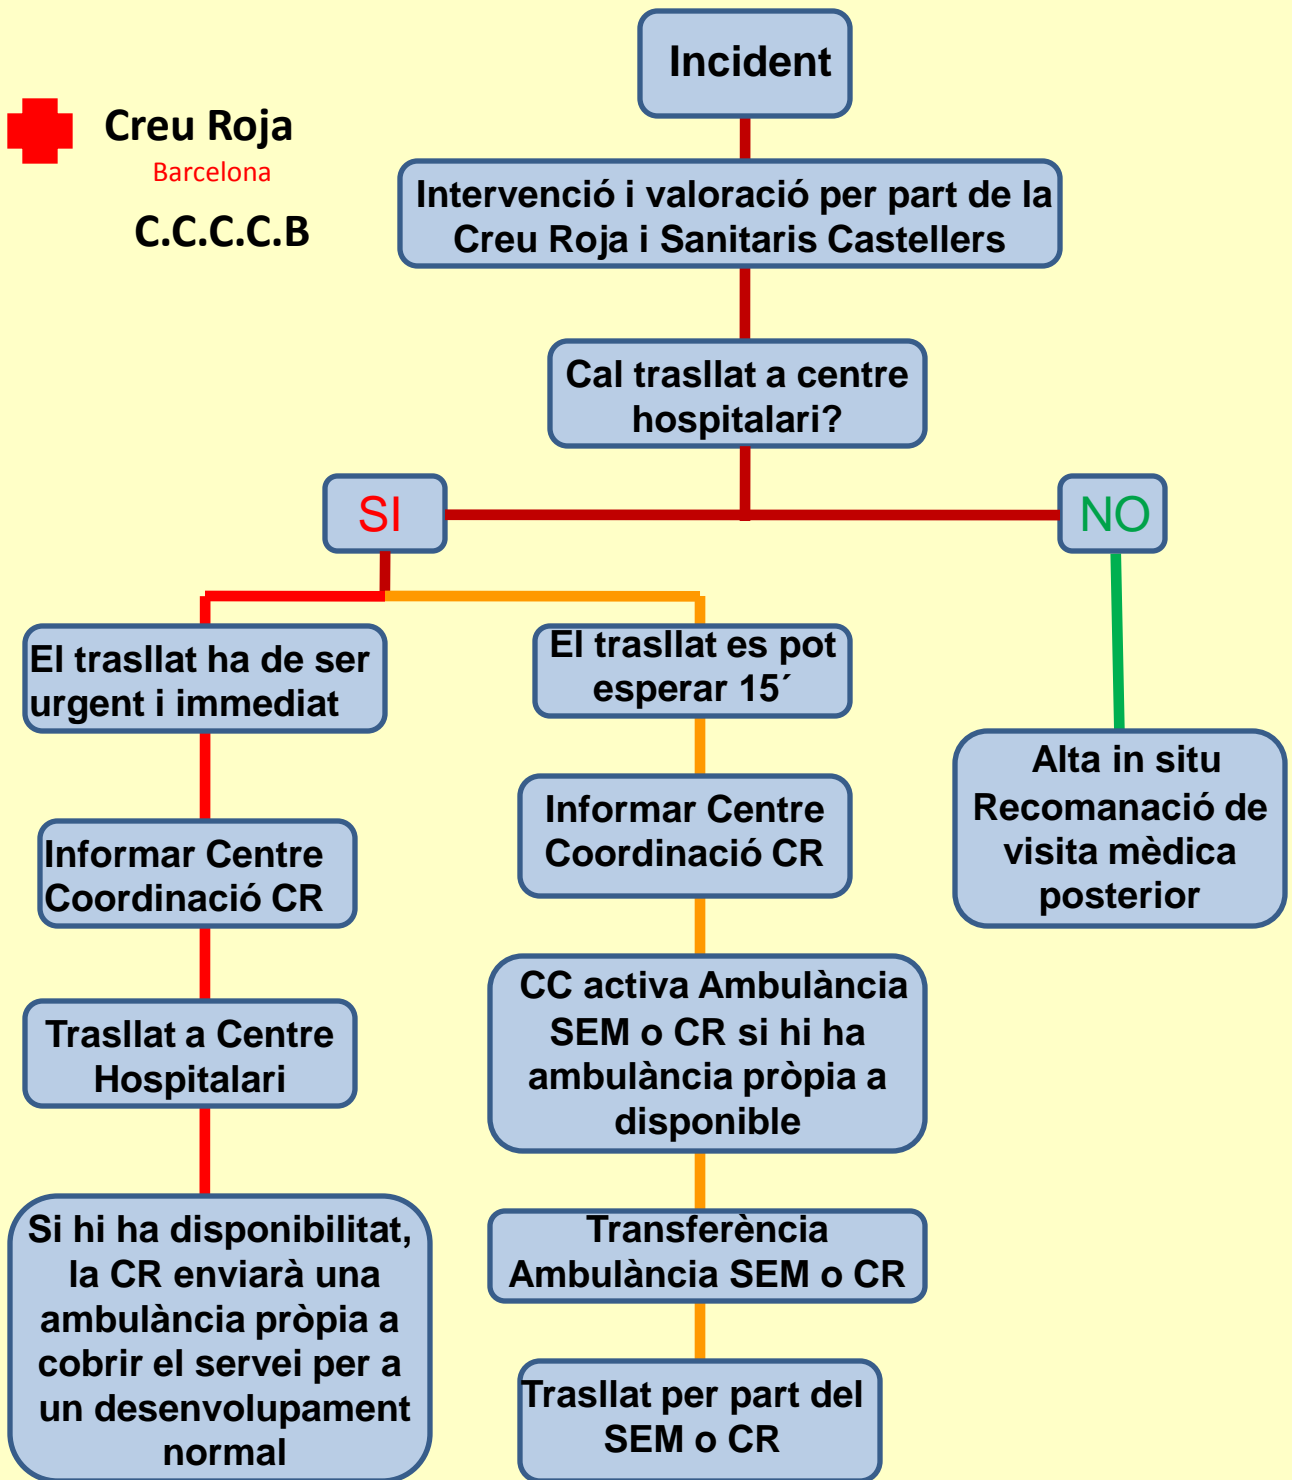 Incident
Creu Roja
Barcelona
C.C.C.C.B
Intervenció i valoració per part de la
Creu Roja i Sanitaris Castellers
Cal trasllat a centre
hospitalari?
SI
NO
El trasllat ha de ser
urgent i immediat
Informar Centre
Coordinació CR
Trasllat a Centre
Hospitalari
Si hi ha disponibilitat,
la CR enviarà una
ambulància pròpia a
cobrir el servei per a
un desenvolupament
normal
El trasllat es pot
esperar 15´
Informar Centre
Coordinació CR
CC activa Ambulància
SEM o CR si hi ha
ambulància pròpia a
disponible
Transferència
Ambulància SEM o CR
Trasllat per part del
SEM o CR
Alta in situ
Recomanació de
visita mèdica
posterior